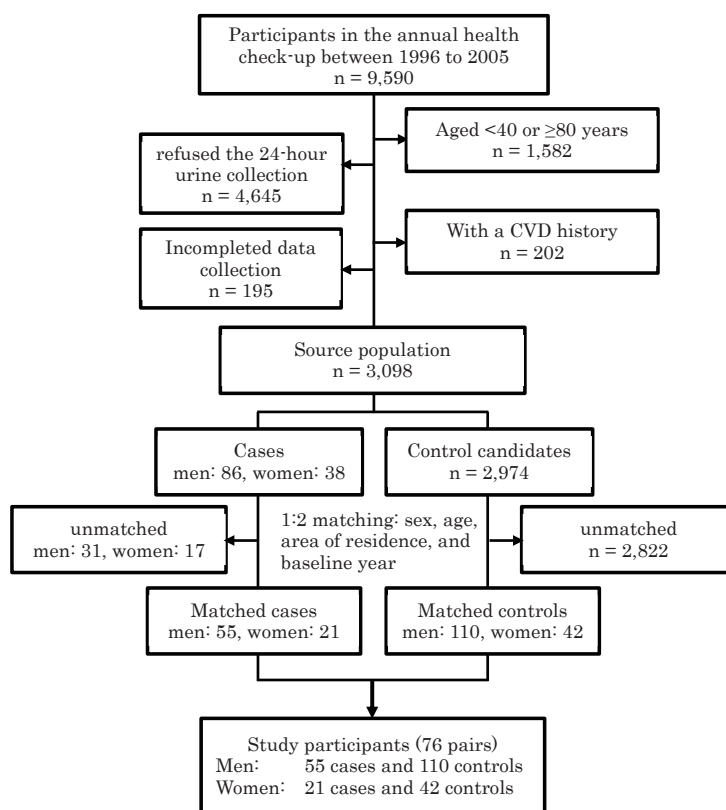 Participants in the annual health
check-up between 1996 to 2005
n = 9,590
Aged <40 or ≥80 years
n = 1,582
refused the 24-hour
urine collection
n = 4,645
With a CVD history
n = 202
Incompleted data
collection
n = 195
Source population
n = 3,098
Cases
men: 86, women: 38
Control candidates
n = 2,974
unmatched
men: 31, women: 17
1:2 matching: sex, age,
area of residence, and
baseline year
unmatched
n = 2,822
Matched cases
men: 55, women: 21
Matched controls
men: 110, women: 42
Study participants (76 pairs)
Men: 55 cases and 110 controls
Women: 21 cases and 42 controls